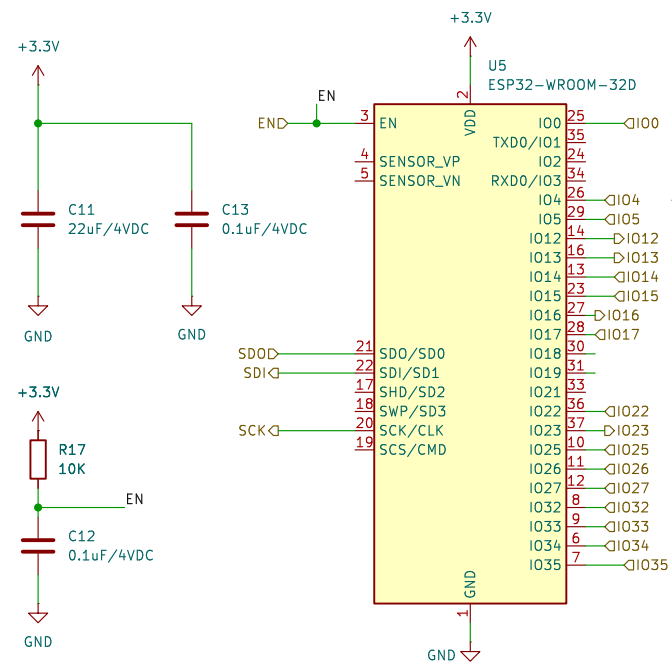 +3.3V
C11
22uF/4VDC
C13
0.1uF/4VDC
GND
GND
+3.3V
R17
10K
EN
C12
0.1uF/4VDC
GND
+3.3V
U5
ESP32-WROOM-32D
2
VDD
EN
EN 3 EN
4 SENSOR_VP
5 SENSOR_VN
SDO 21 SDO/SD0
SDI 22 SDI/SD1
17 SHD/SD2
18 SWP/SD3
SCK 20 SCK/CLK
19 SCS/CMD
IO0 25 IO0
TXD0/IO1 35
IO2 24
RXD0/IO3 34
IO4 26 IO4
IO5 29 IO5
IO12 14 IO12
IO13 16 IO13
IO14 13 IO14
IO15 23 IO15
IO16 27 IO16
IO17 28 IO17
IO18 30
IO19 31
IO21 33
IO22 36 IO22
IO23 37 IO23
IO25 10 IO25
IO26 11 IO26
IO27 12 IO27
IO32 8 IO32
IO33 9 IO33
IO34 6 IO34
IO35 7 IO35
GND
1
GND